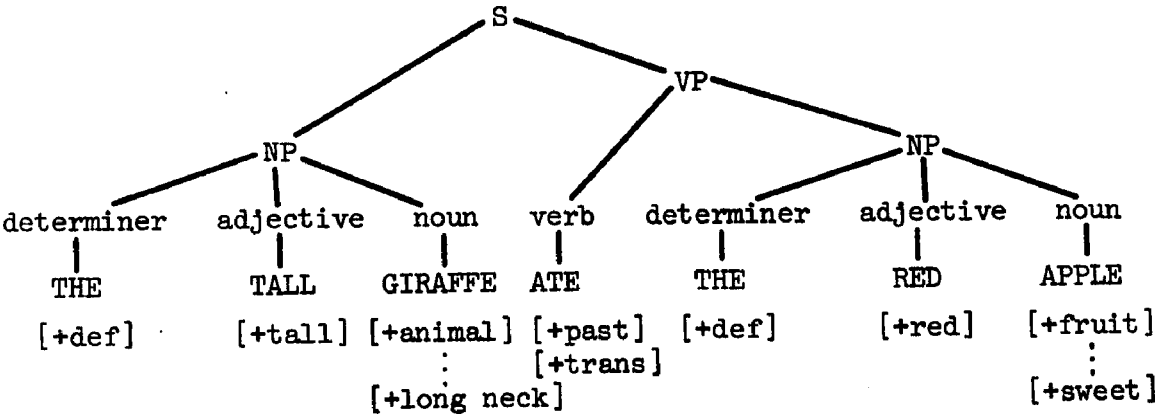 S
VP
NP NP
determiner adjective noun verb determiner adjective noun
THE TALL GIRAFFE ATE THE RED APPLE
[+def] [+tall] [+animal] [+past] [+def] [+red] [+fruit]
[+trans]
[+long neck] [+sweet]